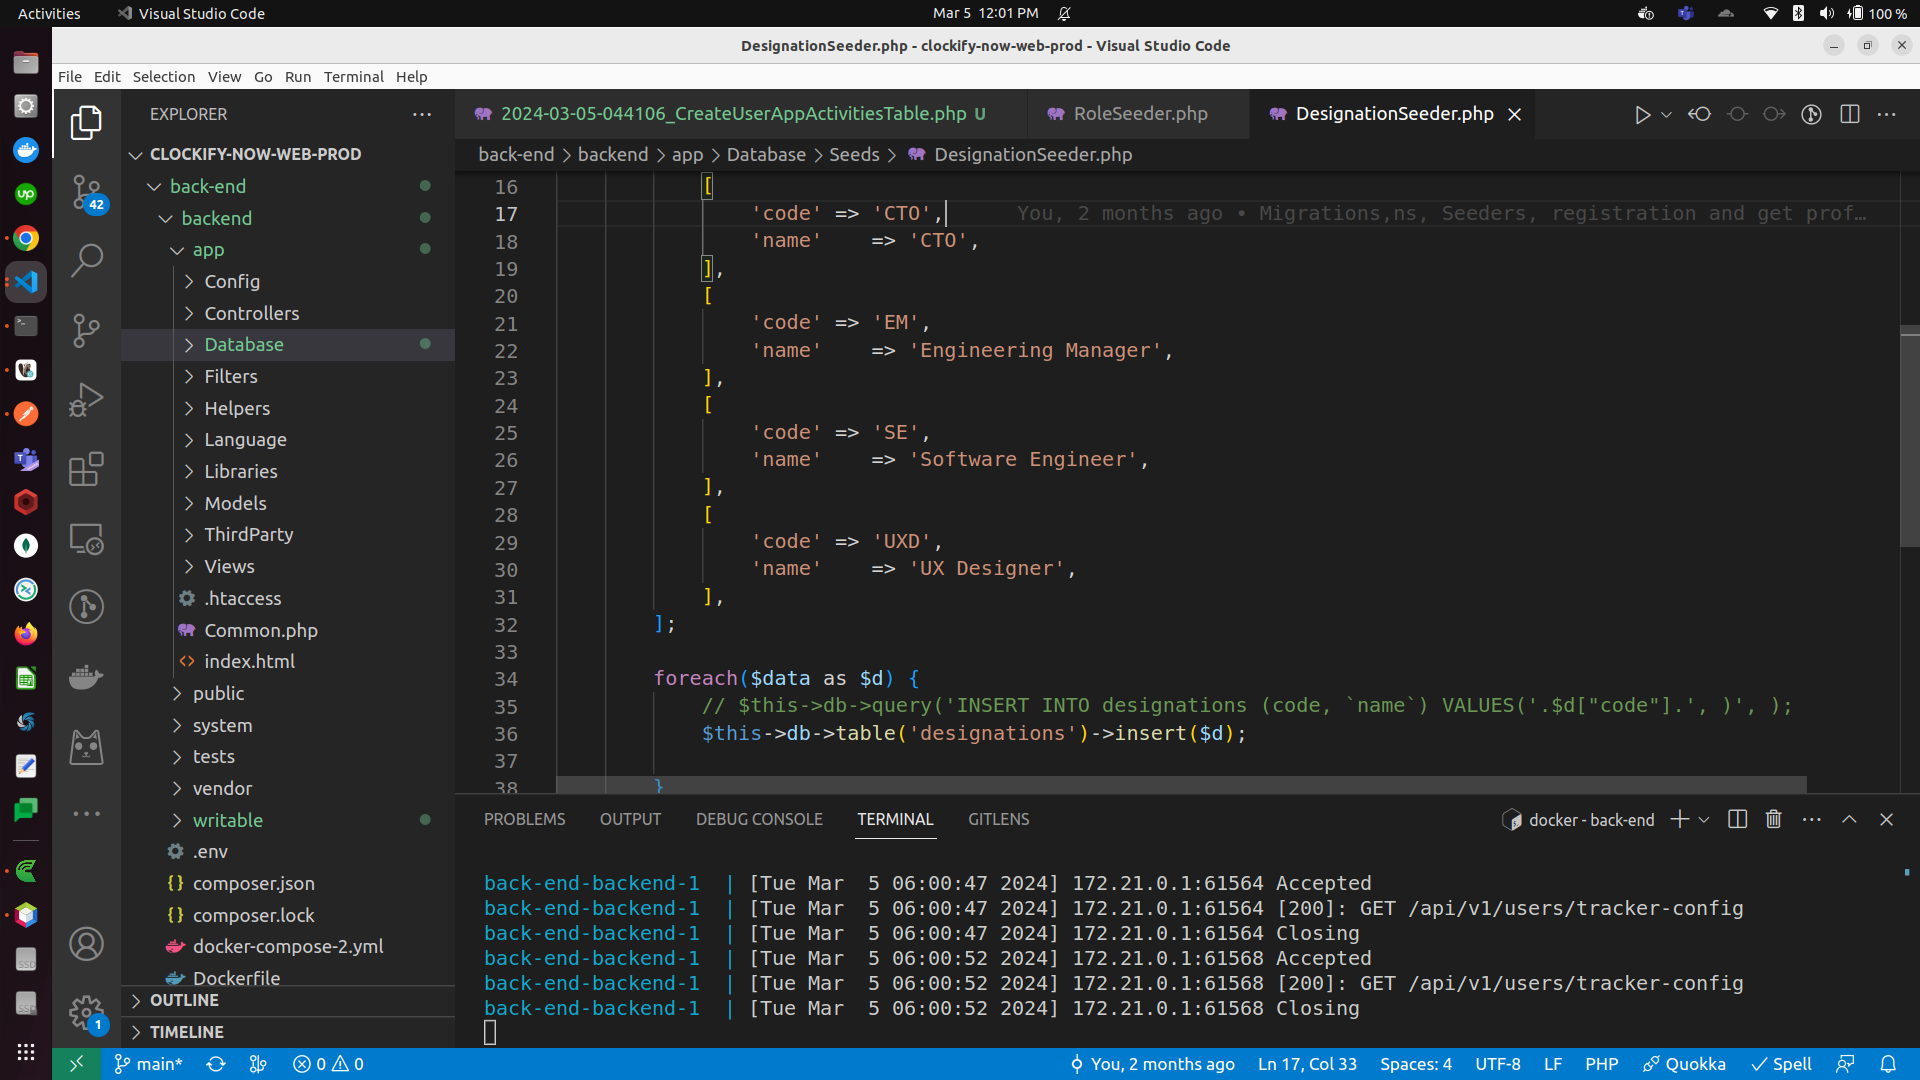 Activities
Visual Studio Code
Mar 5 12:01 PM
100 %
DesignationSeeder.php - clockify-now-web-prod - Visual Studio Code
File Edit Selection View Go Run Terminal Help
EXPLORER
CLOCKIFY-NOW-WEB-PROD
back-end
backend
app
Config
Controllers
Database
Filters
Helpers
Language
Libraries
Models
ThirdParty
Views
.htaccess
Common.php
index.html
public
system
tests
vendor
writable
.env
composer.json
composer.lock
docker-compose-2.yml
Dockerfile
OUTLINE
TIMELINE
42
1
2024-03-05-044106_CreateUserAppActivitiesTable.php U
RoleSeeder.php
DesignationSeeder.php
back-end > backend > app > Database > Seeds > DesignationSeeder.php
16 [
17 'code' => 'CTO', You, 2 months ago • Migrations,ns, Seeders, registration and get prof…
18 'name' => 'CTO',
19 ],
20 [
21 'code' => 'EM',
22 'name' => 'Engineering Manager',
23 ],
24 [
25 'code' => 'SE',
26 'name' => 'Software Engineer',
27 ],
28 [
29 'code' => 'UXD',
30 'name' => 'UX Designer',
31 ],
32 ];
33
34 foreach($data as $d) {
35 // $this->db->query('INSERT INTO designations (code, `name`) VALUES('.$d["code"].', )', );
36 $this->db->table('designations')->insert($d);
37
38 }
PROBLEMS OUTPUT DEBUG CONSOLE TERMINAL GITLENS
docker - back-end
back-end-backend-1 | [Tue Mar 5 06:00:47 2024] 172.21.0.1:61564 Accepted
back-end-backend-1 | [Tue Mar 5 06:00:47 2024] 172.21.0.1:61564 [200]: GET /api/v1/users/tracker-config
back-end-backend-1 | [Tue Mar 5 06:00:47 2024] 172.21.0.1:61564 Closing
back-end-backend-1 | [Tue Mar 5 06:00:52 2024] 172.21.0.1:61568 Accepted
back-end-backend-1 | [Tue Mar 5 06:00:52 2024] 172.21.0.1:61568 [200]: GET /api/v1/users/tracker-config
back-end-backend-1 | [Tue Mar 5 06:00:52 2024] 172.21.0.1:61568 Closing
main* 0 0 You, 2 months ago Ln 17, Col 33 Spaces: 4 UTF-8 LF PHP Quokka Spell